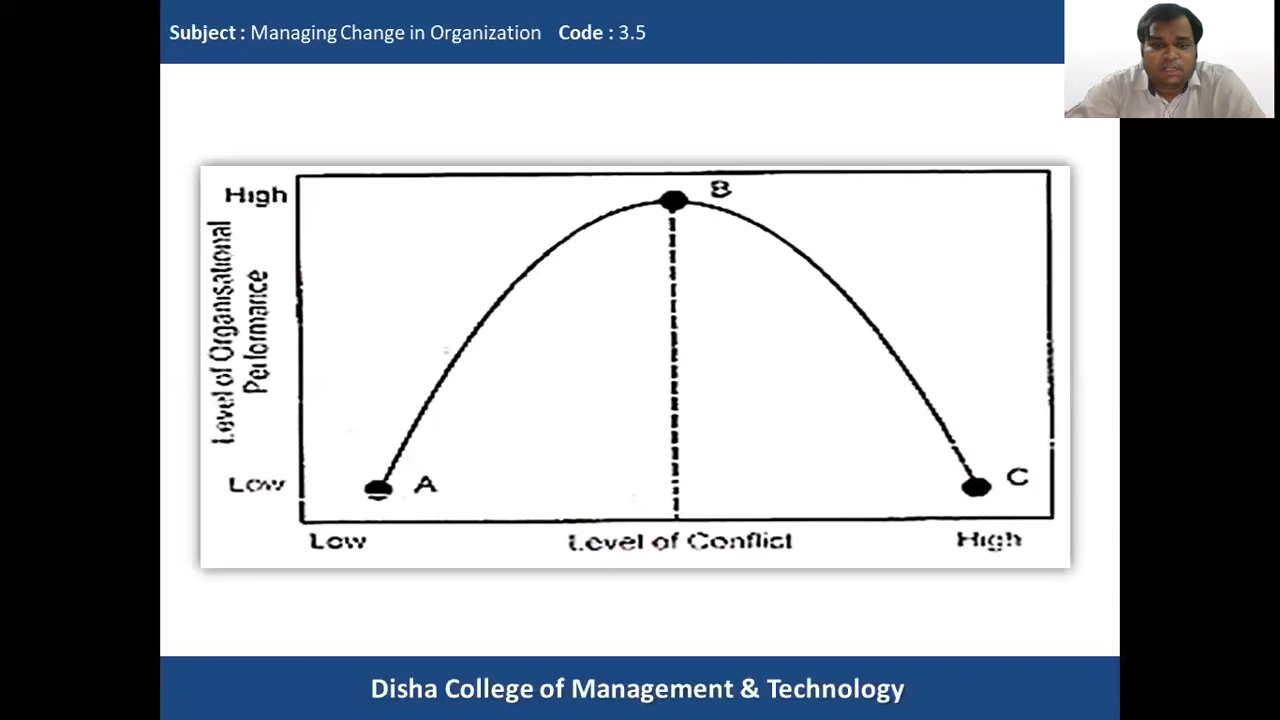 Subject : Managing Change in Organization Code : 3.5
High
B
Level of Organisational
Performance
Low
A
C
Low
Level of Conflict
High
Disha College of Management & Technology